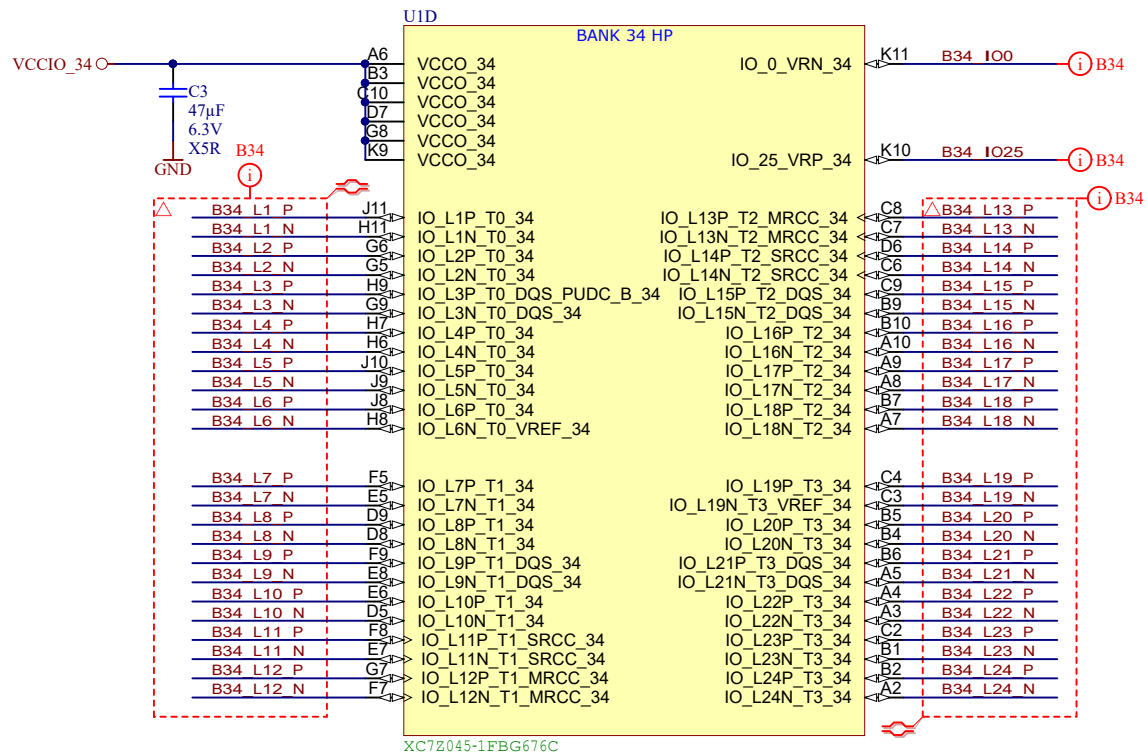 U1D
BANK 34 HP
VCCIO_34
A6 VCCO_34
B3 VCCO_34
C10 VCCO_34
D7 VCCO_34
G8 VCCO_34
K9 VCCO_34
C3
47µF
6.3V
X5R
GND
IO_0_VRN_34 K11 B34_IO0 i B34
IO_25_VRP_34 K10 B34_IO25 i B34
B34
i
i B34
B34_L1_P J11 IO_L1P_T0_34
B34_L1_N H11 IO_L1N_T0_34
B34_L2_P G6 IO_L2P_T0_34
B34_L2_N G5 IO_L2N_T0_34
B34_L3_P H9 IO_L3P_T0_DQS_PUDC_B_34
B34_L3_N G9 IO_L3N_T0_DQS_34
B34_L4_P H7 IO_L4P_T0_34
B34_L4_N H6 IO_L4N_T0_34
B34_L5_P J10 IO_L5P_T0_34
B34_L5_N J9 IO_L5N_T0_34
B34_L6_P J8 IO_L6P_T0_34
B34_L6_N H8 IO_L6N_T0_VREF_34
B34_L7_P F5 IO_L7P_T1_34
B34_L7_N E5 IO_L7N_T1_34
B34_L8_P D9 IO_L8P_T1_34
B34_L8_N D8 IO_L8N_T1_34
B34_L9_P F9 IO_L9P_T1_DQS_34
B34_L9_N E8 IO_L9N_T1_DQS_34
B34_L10_P E6 IO_L10P_T1_34
B34_L10_N D5 IO_L10N_T1_34
B34_L11_P F8 IO_L11P_T1_SRCC_34
B34_L11_N E7 IO_L11N_T1_SRCC_34
B34_L12_P G7 IO_L12P_T1_MRCC_34
B34_L12_N F7 IO_L12N_T1_MRCC_34
IO_L13P_T2_MRCC_34 C8 B34_L13_P
IO_L13N_T2_MRCC_34 C7 B34_L13_N
IO_L14P_T2_SRCC_34 D6 B34_L14_P
IO_L14N_T2_SRCC_34 C6 B34_L14_N
IO_L15P_T2_DQS_34 C9 B34_L15_P
IO_L15N_T2_DQS_34 B9 B34_L15_N
IO_L16P_T2_34 B10 B34_L16_P
IO_L16N_T2_34 A10 B34_L16_N
IO_L17P_T2_34 A9 B34_L17_P
IO_L17N_T2_34 A8 B34_L17_N
IO_L18P_T2_34 B7 B34_L18_P
IO_L18N_T2_34 A7 B34_L18_N
IO_L19P_T3_34 C4 B34_L19_P
IO_L19N_T3_VREF_34 C3 B34_L19_N
IO_L20P_T3_34 B5 B34_L20_P
IO_L20N_T3_34 B4 B34_L20_N
IO_L21P_T3_DQS_34 B6 B34_L21_P
IO_L21N_T3_DQS_34 A5 B34_L21_N
IO_L22P_T3_34 A4 B34_L22_P
IO_L22N_T3_34 A3 B34_L22_N
IO_L23P_T3_34 C2 B34_L23_P
IO_L23N_T3_34 B1 B34_L23_N
IO_L24P_T3_34 B2 B34_L24_P
IO_L24N_T3_34 A2 B34_L24_N
XC7Z045-1FBG676C